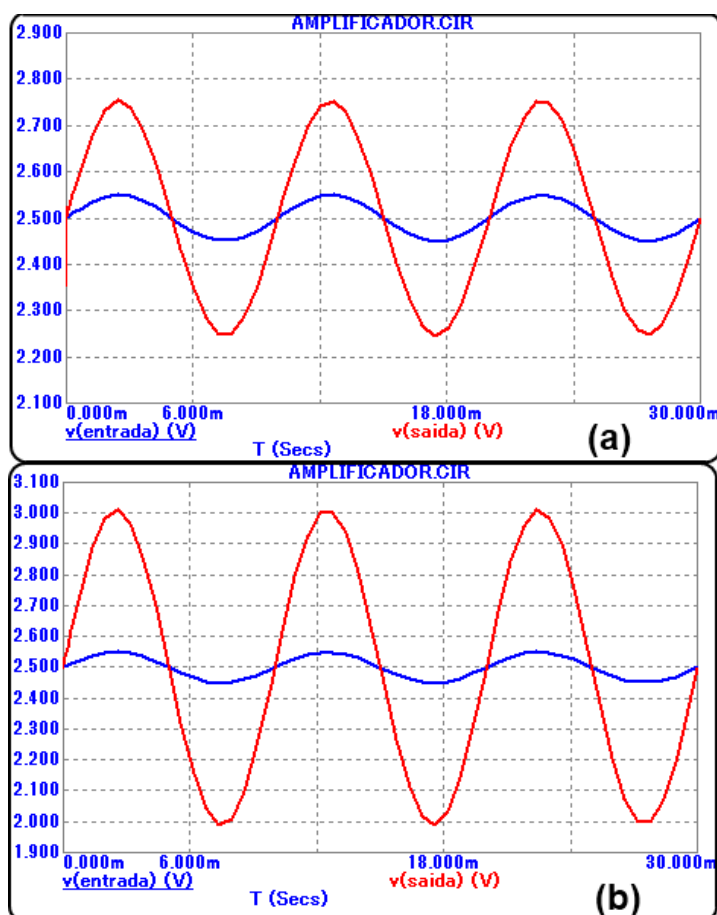 AMPLIFICADOR.CIR
2.900
2.800
2.700
2.600
2.500
2.400
2.300
2.200
2.100
0.000m 6.000m 18.000m 30.000m
v(entrada) (V) v(saida) (V)
T (Secs)
(a)
AMPLIFICADOR.CIR
3.100
3.000
2.900
2.800
2.700
2.600
2.500
2.400
2.300
2.200
2.100
2.000
1.900
0.000m 6.000m 18.000m 30.000m
v(entrada) (V) v(saida) (V)
T (Secs)
(b)